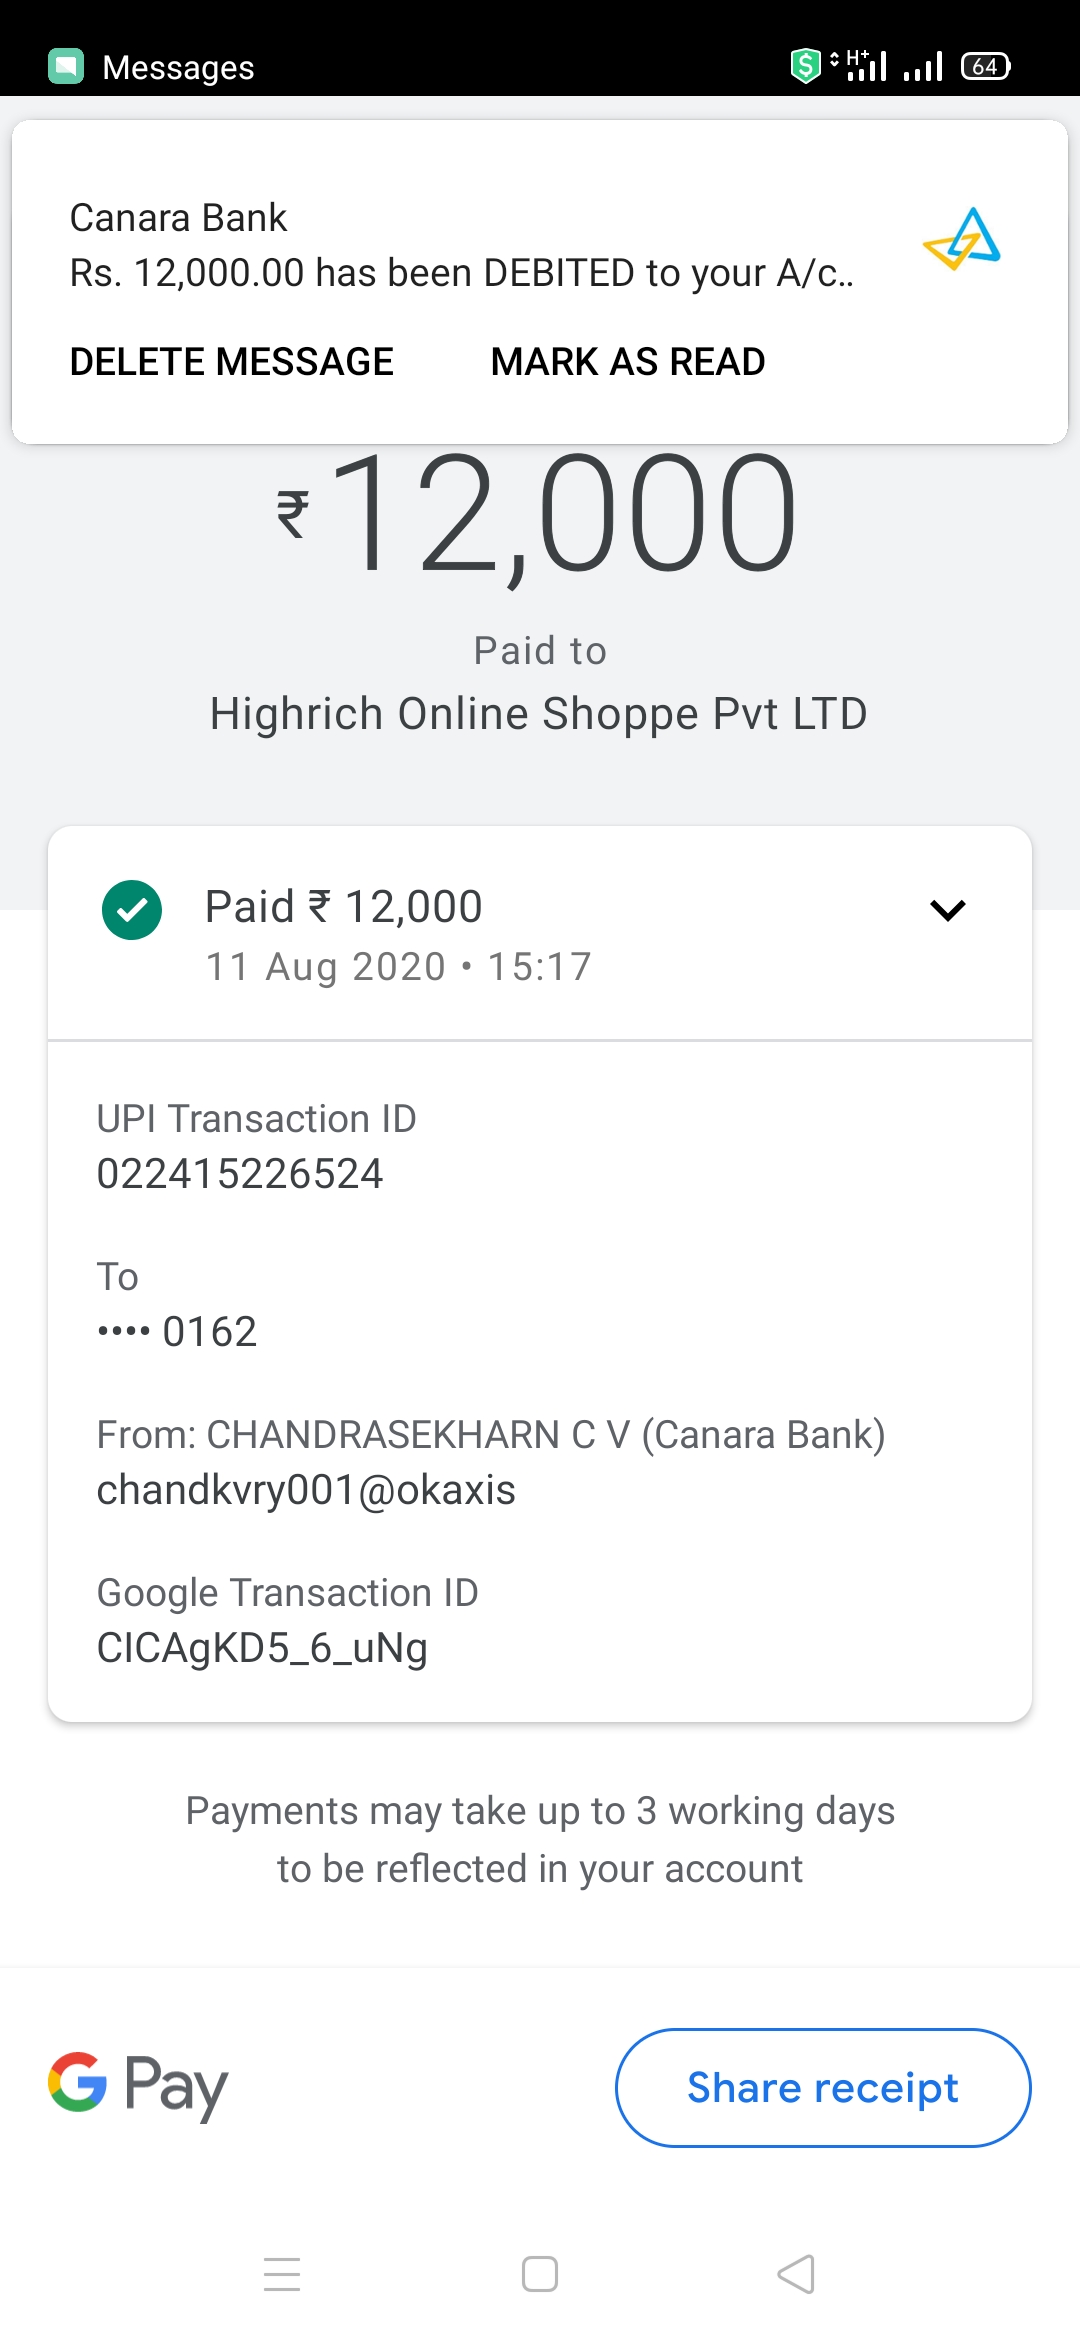 Messages
H+
64
Canara Bank
Rs. 12,000.00 has been DEBITED to your A/c..
DELETE MESSAGE MARK AS READ
₹12,000
Paid to
Highrich Online Shoppe Pvt LTD
Paid ₹ 12,000
11 Aug 2020 • 15:17
UPI Transaction ID
022415226524
To
•••• 0162
From: CHANDRASEKHARN C V (Canara Bank)
chandkvry001@okaxis
Google Transaction ID
CICAgKD5_6_uNg
Payments may take up to 3 working days
to be reflected in your account
G Pay
Share receipt